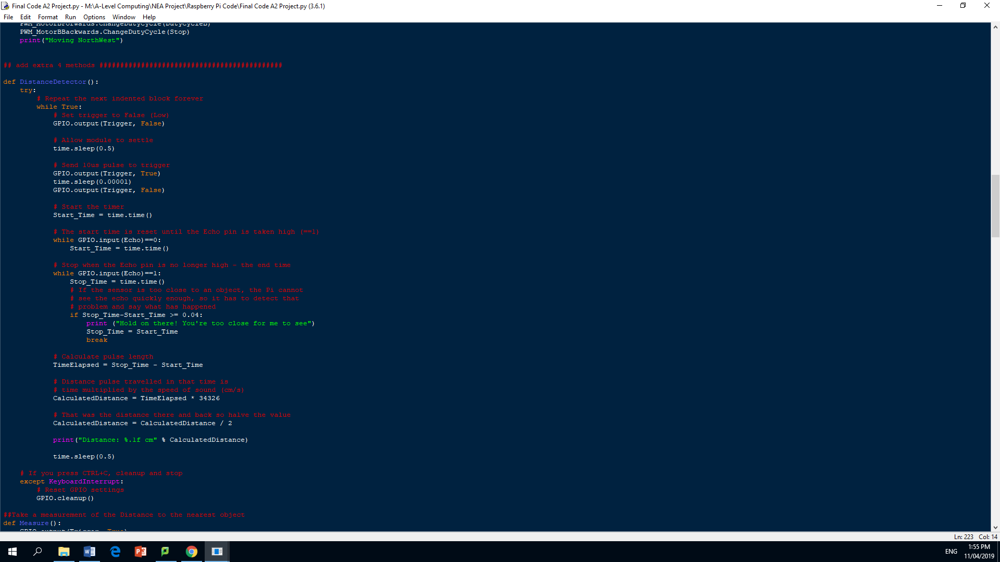 Final Code A2 Project.py - M:\A-Level Computing\NEA Project\Raspberry Pi Code\Final Code A2 Project.py (3.6.1)
File Edit Format Run Options Window Help
PWM_MotorBForwards.ChangeDutyCycle(DutyCycleB)
    PWM_MotorBBackwards.ChangeDutyCycle(Stop)
    print("Moving NorthWest")
## add extra 4 methods ############################################
def DistanceDetector():
    try:
        # Repeat the next indented block forever
        while True:
            # Set trigger to False (Low)
            GPIO.output(Trigger, False)
            # Allow module to settle
            time.sleep(0.5)
            # Send 10us pulse to trigger
            GPIO.output(Trigger, True)
            time.sleep(0.00001)
            GPIO.output(Trigger, False)
            # Start the timer
            Start_Time = time.time()
            # The start time is reset until the Echo pin is taken high (==1)
            while GPIO.input(Echo)==0:
                Start_Time = time.time()
            # Stop when the Echo pin is no longer high - the end time
            while GPIO.input(Echo)==1:
                Stop_Time = time.time()
                # If the sensor is too close to an object, the Pi cannot
                # see the echo quickly enough, so it has to detect that
                # problem and say what has happened
                if Stop_Time-Start_Time >= 0.04:
                    print ("Hold on there! You're too close for me to see")
                    Stop_Time = Start_Time
                    break
            # Calculate pulse length
            TimeElapsed = Stop_Time - Start_Time
            # Distance pulse travelled in that time is
            # time multiplied by the speed of sound (cm/s)
            CalculatedDistance = TimeElapsed * 34326
            # That was the distance there and back so halve the value
            CalculatedDistance = CalculatedDistance / 2
            print("Distance: %.1f cm" % CalculatedDistance)
            time.sleep(0.5)
    # If you press CTRL+C, cleanup and stop
    except KeyboardInterrupt:
        # Reset GPIO settings
        GPIO.cleanup()
##Take a measurement of the Distance to the nearest object
def Measure():
    GPIO.output(Trigger, True)
Ln: 223 Col: 14
ENG
1:55 PM
11/04/2019